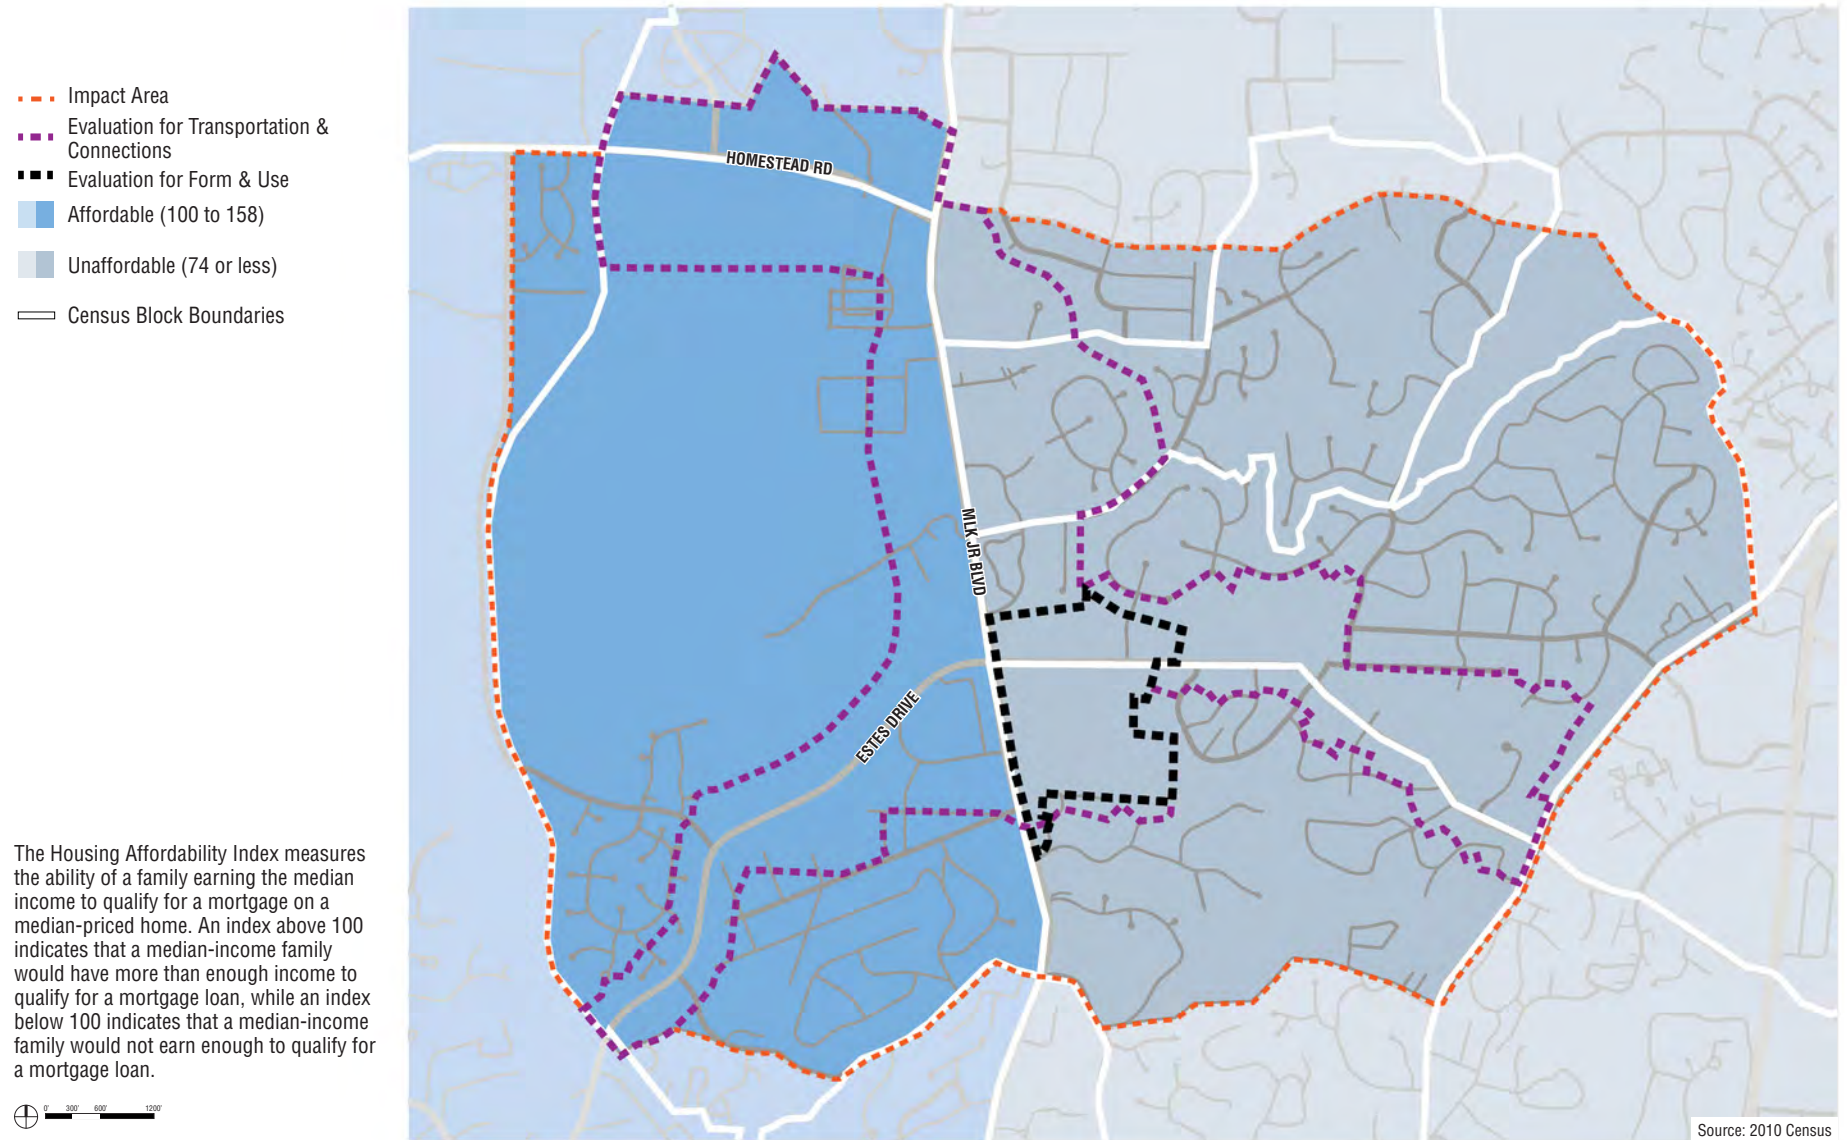 Impact Area
Evaluation for Transportation &
Connections
Evaluation for Form & Use
Affordable (100 to 158)
Unaffordable (74 or less)
Census Block Boundaries
HOMESTEAD RD
MLK JR BLVD
ESTES DRIVE
The Housing Affordability Index measures
the ability of a family earning the median
income to qualify for a mortgage on a
median-priced home. An index above 100
indicates that a median-income family
would have more than enough income to
qualify for a mortgage loan, while an index
below 100 indicates that a median-income
family would not earn enough to qualify for
a mortgage loan.
0' 300' 600' 1200'
Source: 2010 Census